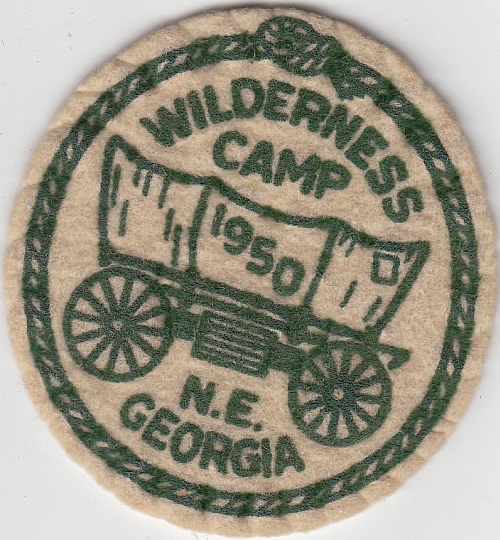 WILDERNESS
CAMP
1950
N.E.
GEORGIA